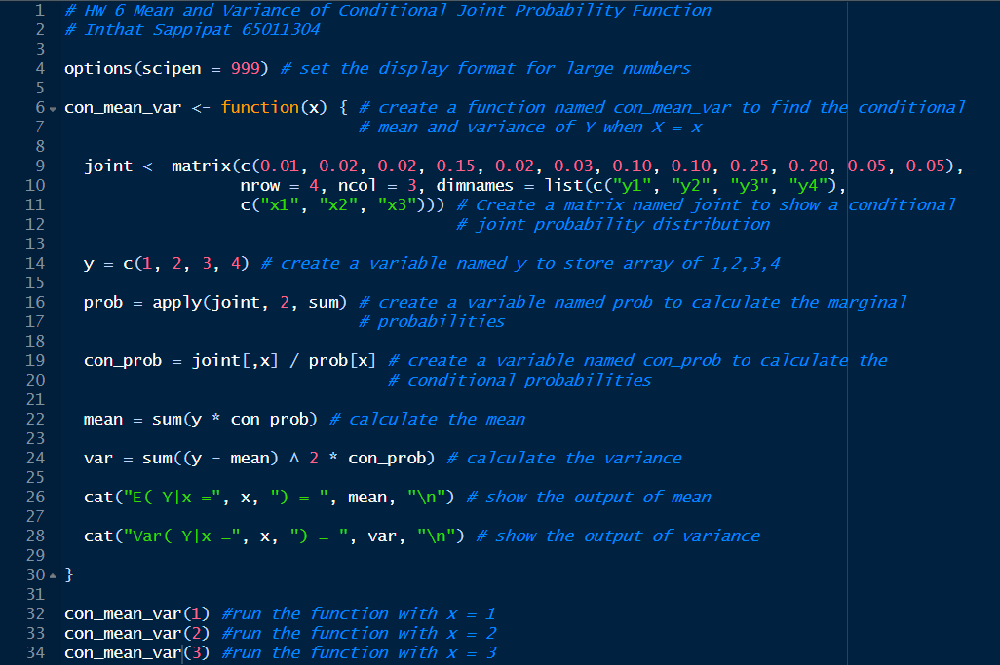 1 # HW 6 Mean and Variance of Conditional Joint Probability Function
2 # Inthat Sappipat 65011304
3
4 options(scipen = 999) # set the display format for large numbers
5
6 con_mean_var <- function(x) { # create a function named con_mean_var to find the conditional
7                               # mean and variance of Y when X = x
8
9   joint <- matrix(c(0.01, 0.02, 0.02, 0.15, 0.02, 0.03, 0.10, 0.10, 0.25, 0.20, 0.05, 0.05),
10                   nrow = 4, ncol = 3, dimnames = list(c("y1", "y2", "y3", "y4"),
11                   c("x1", "x2", "x3"))) # Create a matrix named joint to show a conditional
12                                         # joint probability distribution
13
14   y = c(1, 2, 3, 4) # create a variable named y to store array of 1,2,3,4
15
16   prob = apply(joint, 2, sum) # create a variable named prob to calculate the marginal
17                               # probabilities
18
19   con_prob = joint[,x] / prob[x] # create a variable named con_prob to calculate the
20                                  # conditional probabilities
21
22   mean = sum(y * con_prob) # calculate the mean
23
24   var = sum((y - mean) ^ 2 * con_prob) # calculate the variance
25
26   cat("E( Y|x =", x, ") = ", mean, "\n") # show the output of mean
27
28   cat("Var( Y|x =", x, ") = ", var, "\n") # show the output of variance
29
30 }
31
32 con_mean_var(1) #run the function with x = 1
33 con_mean_var(2) #run the function with x = 2
34 con_mean_var(3) #run the function with x = 3